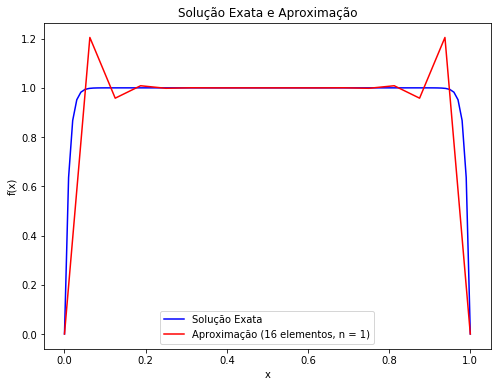 Solução Exata e Aproximação
1.2
1.0
0.8
0.6
0.4
0.2
0.0
f(x)
Solução Exata
Aproximação (16 elementos, n = 1)
0.0 0.2 0.4 0.6 0.8 1.0
x